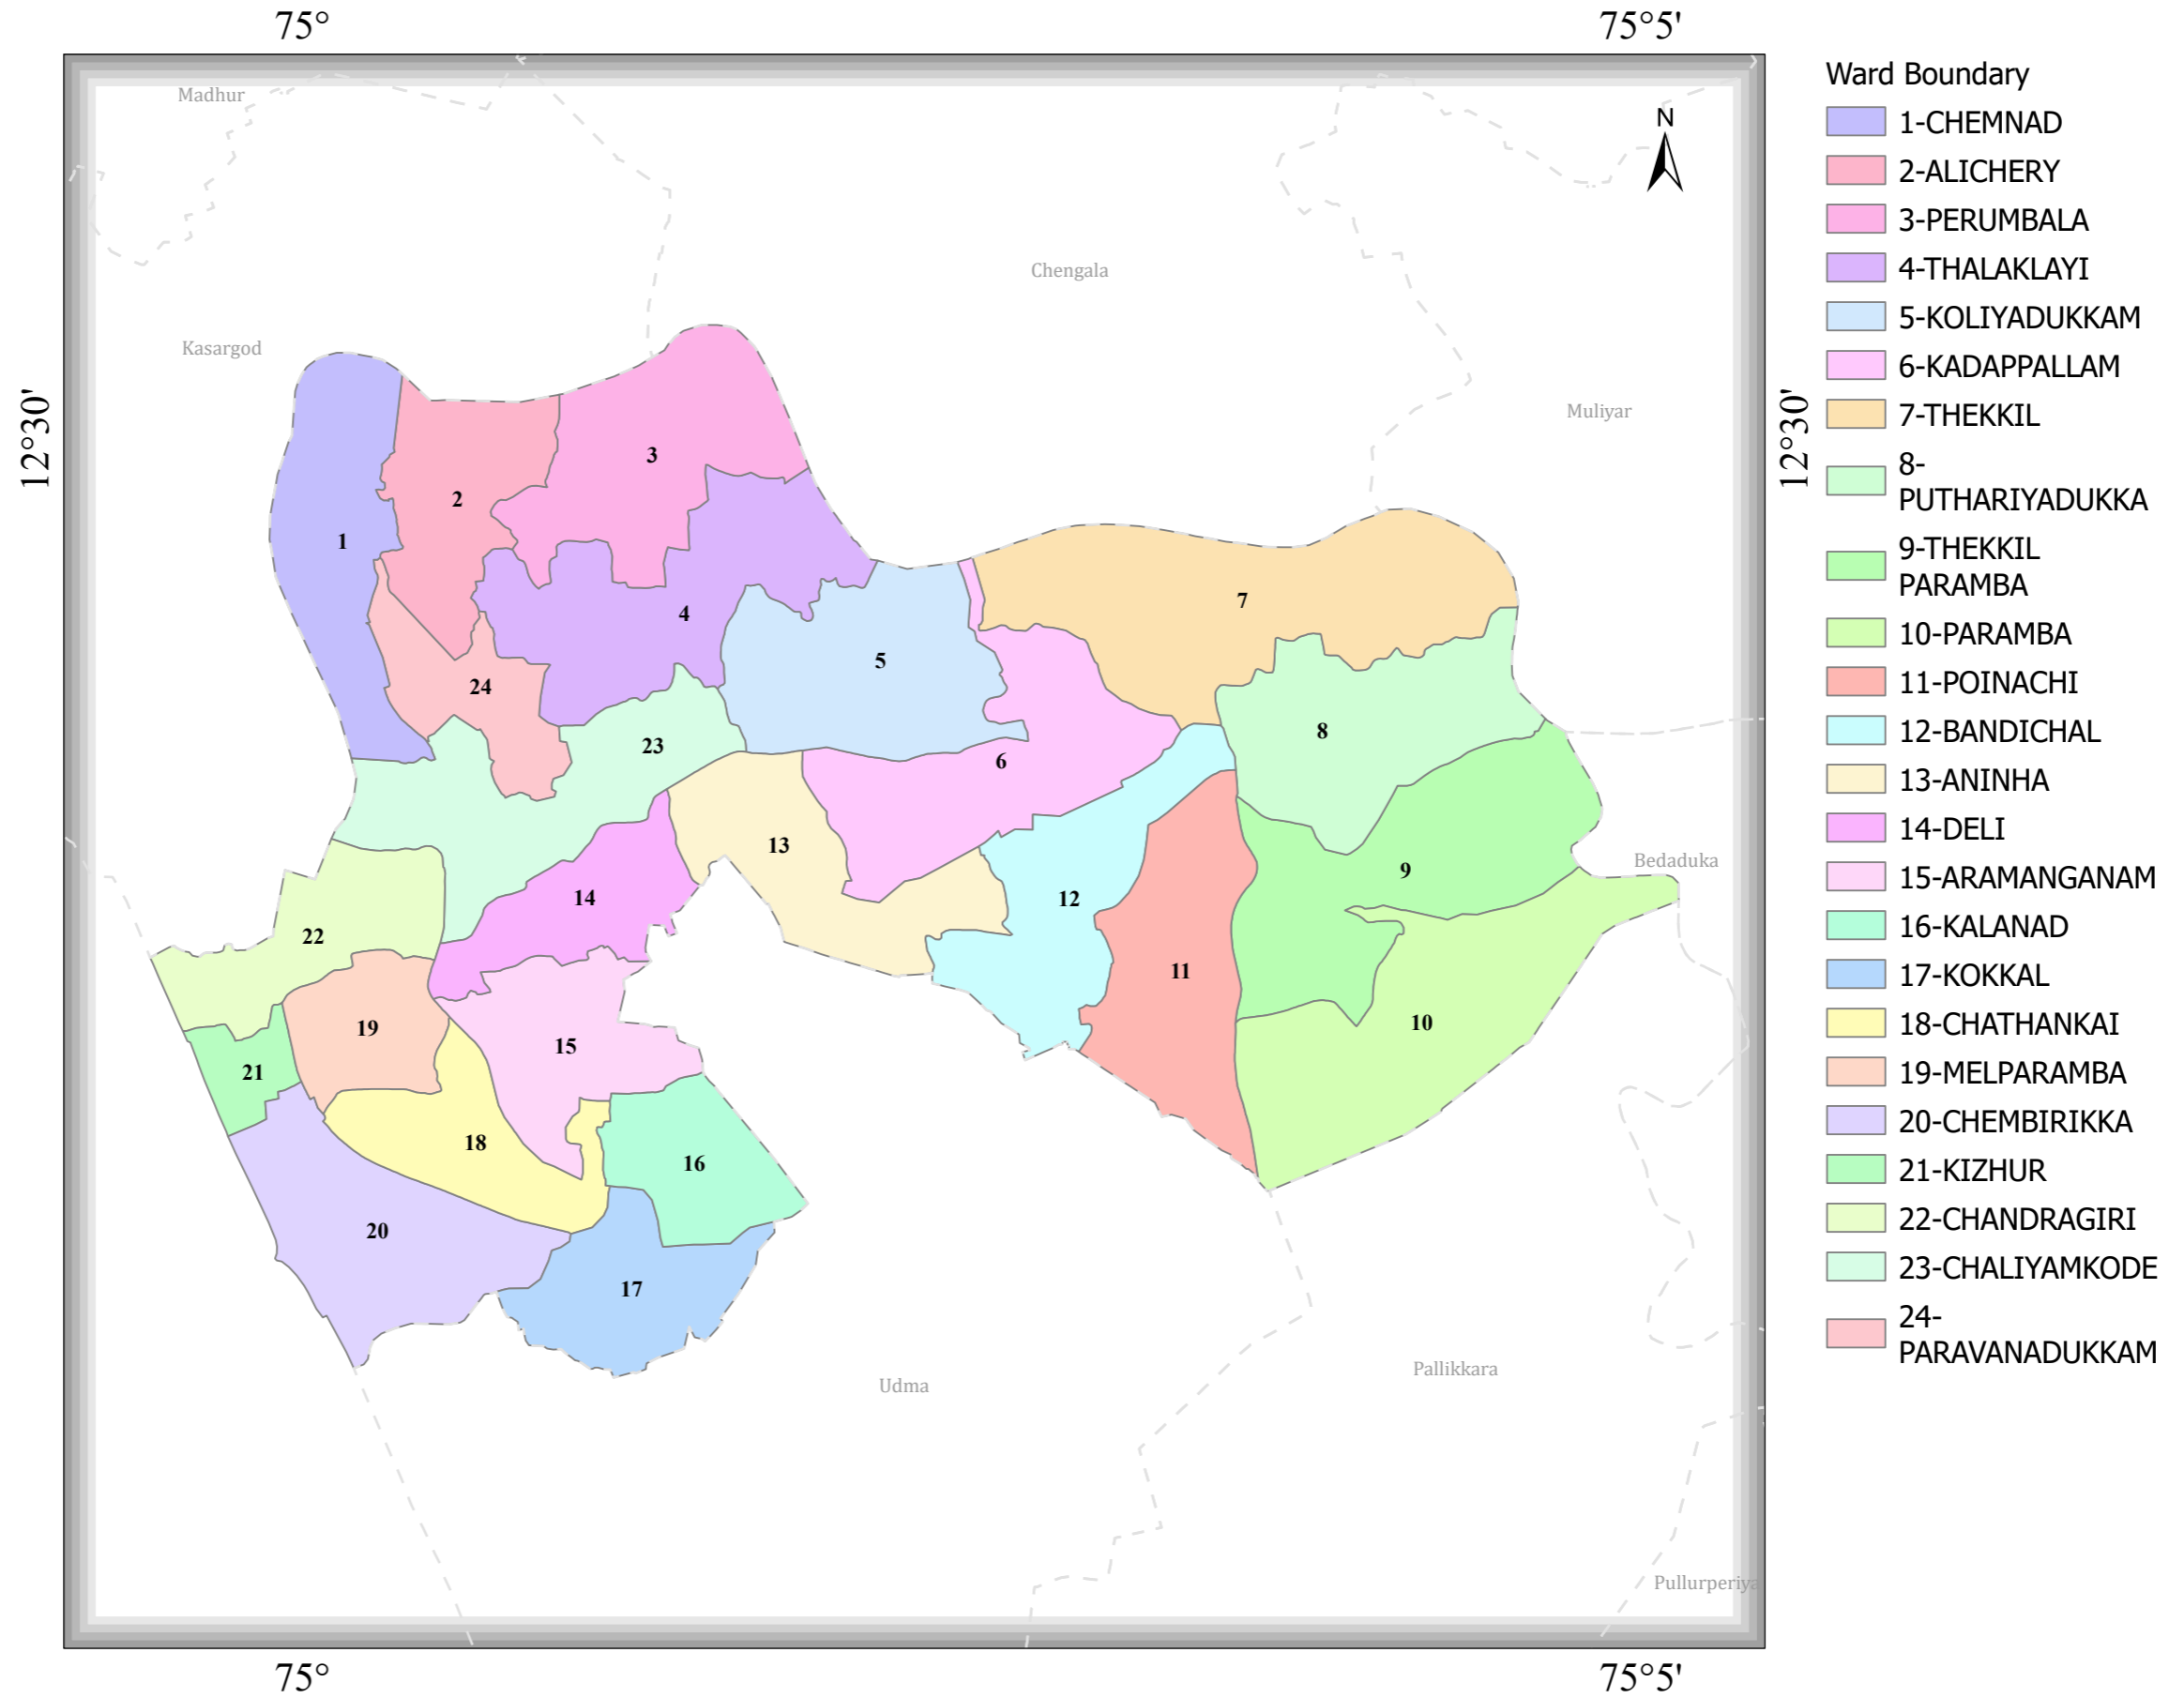 75°
75°5'
Madhur
N
Chengala
Kasargod
Muliyar
12°30'
12°30'
Bedaduka
Udma
Pallikkara
Pullurperiya
1
2
3
4
5
6
7
8
9
10
11
12
13
14
15
16
17
18
19
20
21
22
23
24
75°
75°5'
Ward Boundary
1-CHEMNAD
2-ALICHERY
3-PERUMBALA
4-THALAKLAYI
5-KOLIYADUKKAM
6-KADAPPALLAM
7-THEKKIL
8-
PUTHARIYADUKKA
9-THEKKIL
PARAMBA
10-PARAMBA
11-POINACHI
12-BANDICHAL
13-ANINHA
14-DELI
15-ARAMANGANAM
16-KALANAD
17-KOKKAL
18-CHATHANKAI
19-MELPARAMBA
20-CHEMBIRIKKA
21-KIZHUR
22-CHANDRAGIRI
23-CHALIYAMKODE
24-
PARAVANADUKKAM